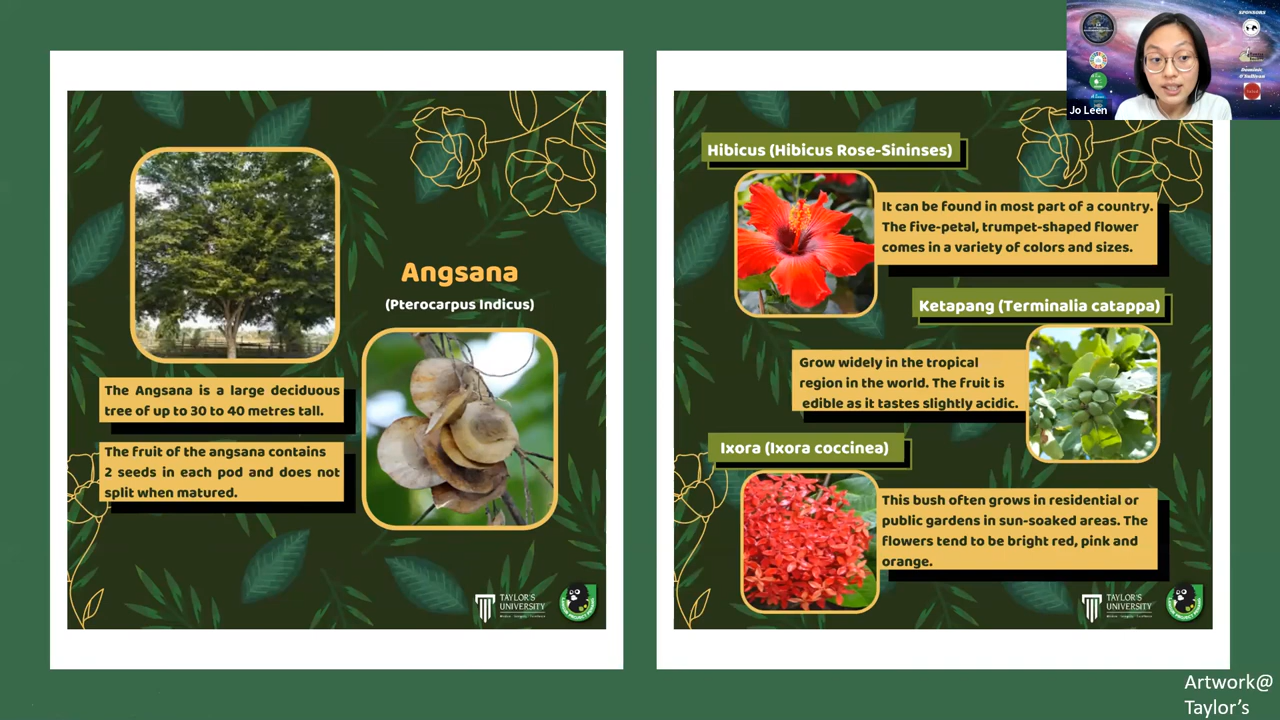 Angsana
(Pterocarpus Indicus)
The Angsana is a large deciduous
tree of up to 30 to 40 metres tall.
The fruit of the angsana contains
2 seeds in each pod and does not
split when matured.
TAYLOR'S
UNIVERSITY
Hibicus (Hibicus Rose-Sininses)
It can be found in most part of a country.
The five-petal, trumpet-shaped flower
comes in a variety of colors and sizes.
Ketapang (Terminalia catappa)
Grow widely in the tropical
region in the world. The fruit is
edible as it tastes slightly acidic.
Ixora (Ixora coccinea)
This bush often grows in residential or
public gardens in sun-soaked areas. The
flowers tend to be bright red, pink and
orange.
TAYLOR'S
UNIVERSITY
SPONSORS
Dominic
O'Sullivan
Jo Leen
Artwork@
Taylor's